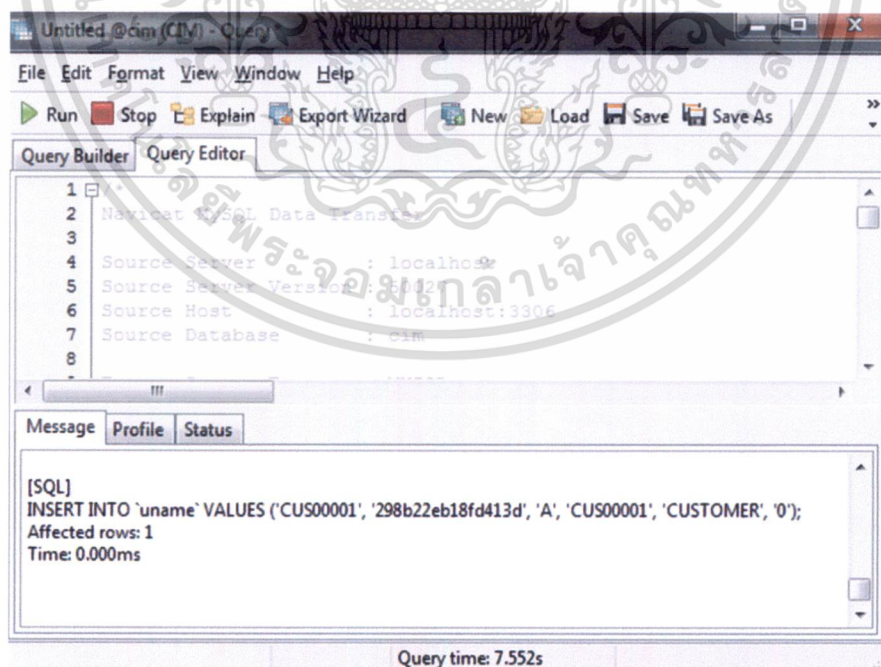 Untitled @cim (CIM) - Query
File Edit Format View Window Help
Run Stop Explain Export Wizard New Load Save Save As »
Query Builder Query Editor
1 /*
2 Navicat MySQL Data Transfer
3
4 Source Server : localhost
5 Source Server Version :
6 Source Host : localhost:3306
7 Source Database : cim
8
Message Profile Status
[SQL]
INSERT INTO `uname` VALUES ('CUS00001', '298b22eb18fd413d', 'A', 'CUS00001', 'CUSTOMER', '0');
Affected rows: 1
Time: 0.000ms
Query time: 7.552s